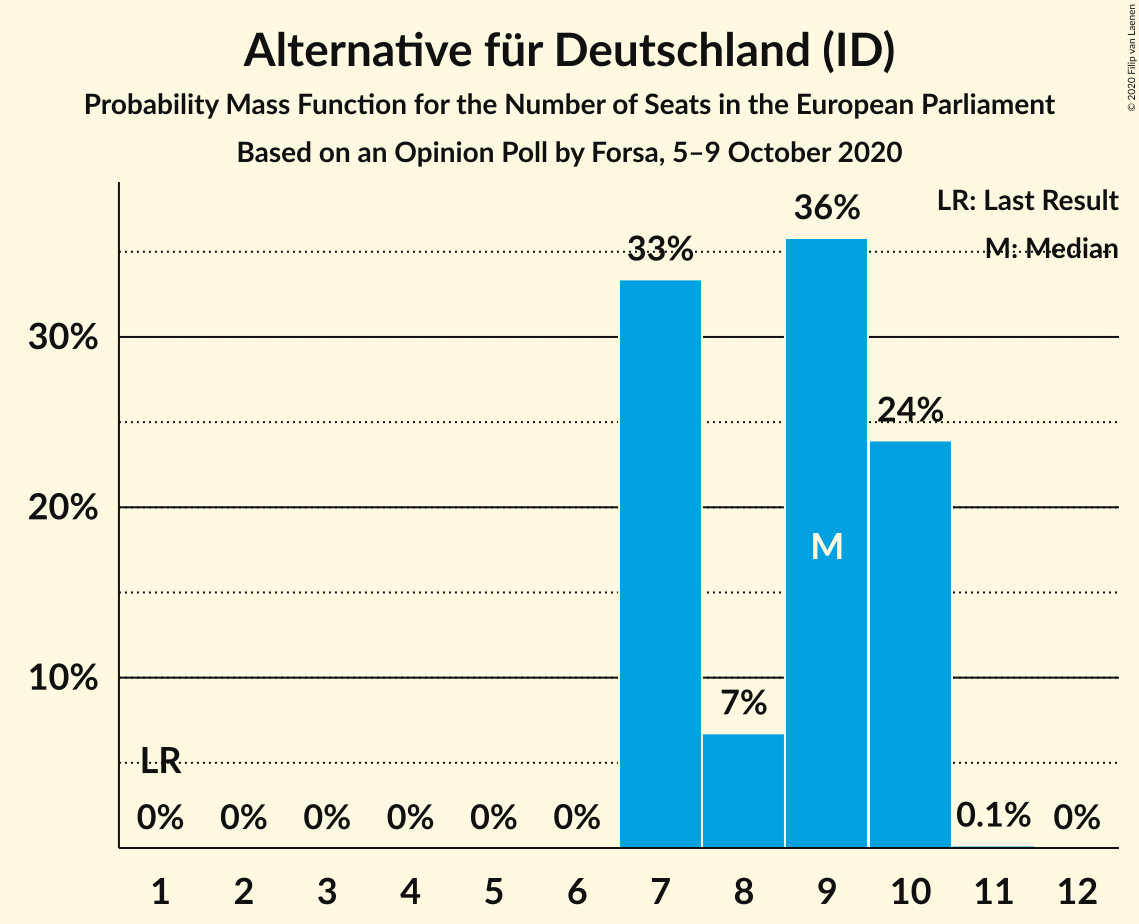 Alternative für Deutschland (ID)
Probability Mass Function for the Number of Seats in the European Parliament
Based on an Opinion Poll by Forsa, 5–9 October 2020
© 2020 Filip van Laenen
LR: Last Result
M: Median
36%
33%
30%
24%
20%
M
10%
7%
LR
0% 0% 0% 0% 0% 0% 0.1% 0%
1 2 3 4 5 6 7 8 9 10 11 12